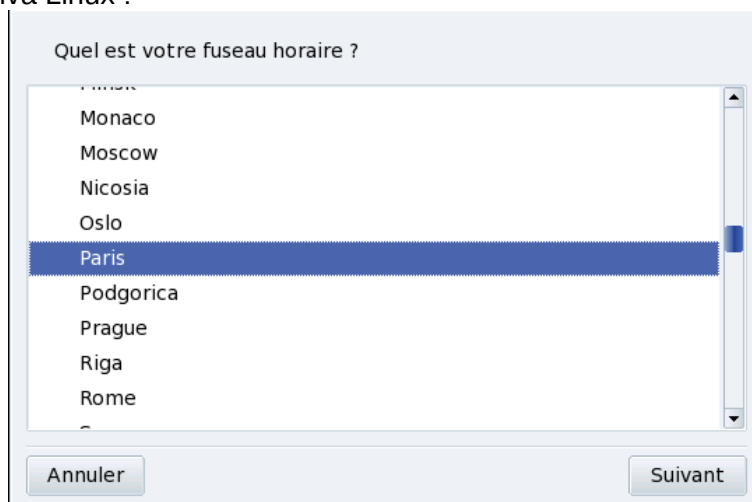 Quel est votre fuseau horaire ?
Monaco
Moscow
Nicosia
Oslo
Paris
Podgorica
Prague
Riga
Rome
Annuler Suivant